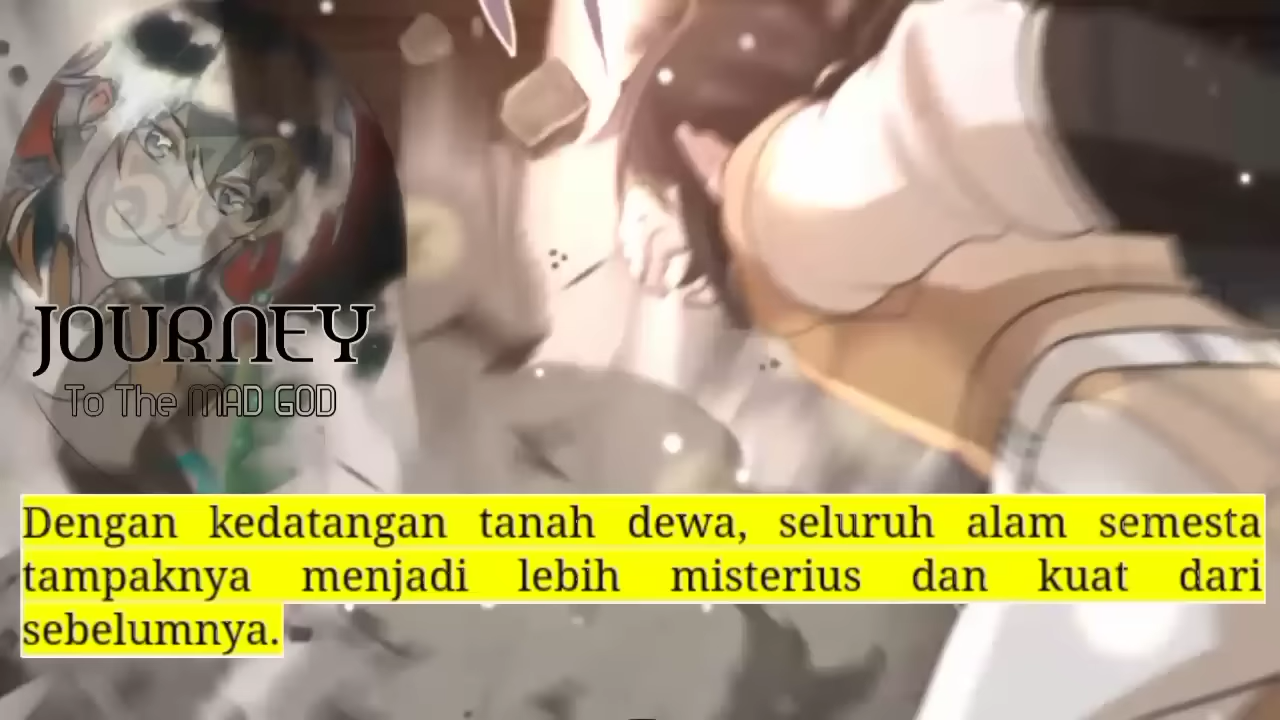 JOURNEY
To The MAD GOD
Dengan kedatangan tanah dewa, seluruh alam semesta
tampaknya menjadi lebih misterius dan kuat dari
sebelumnya.